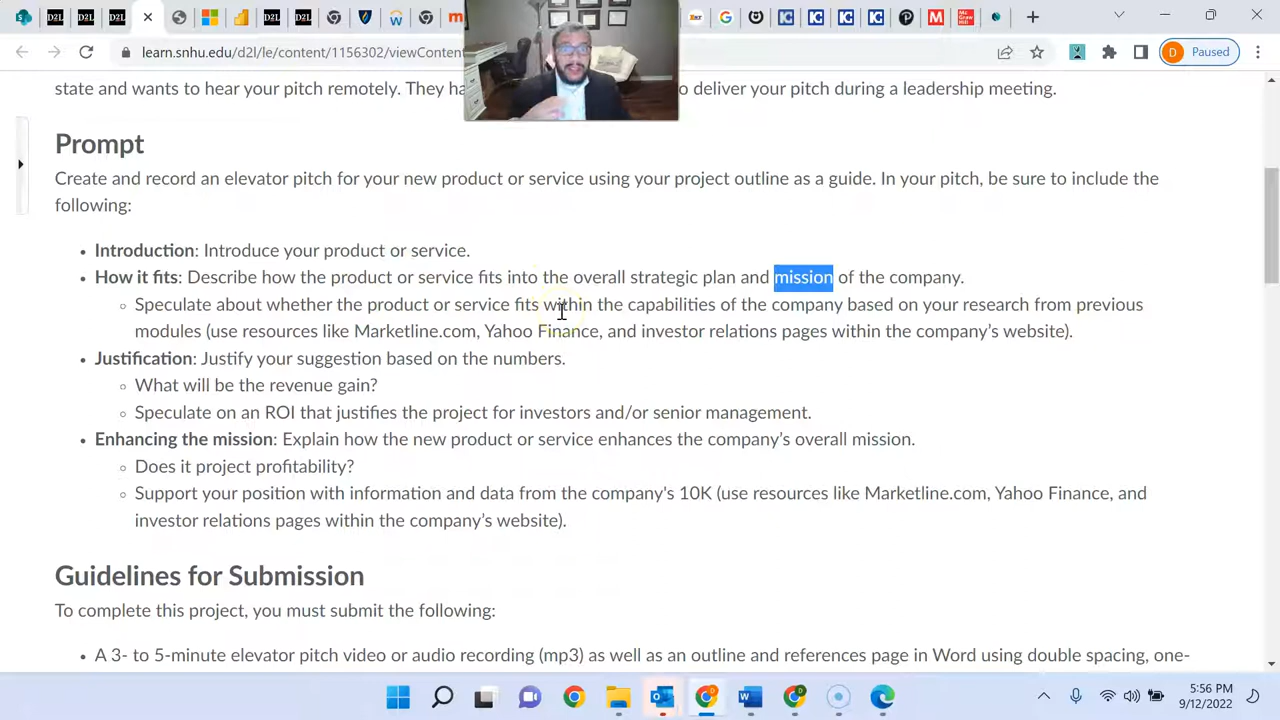 D2L
D2L
D2L
D2L
D2L
learn.snhu.edu/d2l/le/content/1156302/viewConten
D
Paused
state and wants to hear your pitch remotely. They ha
o deliver your pitch during a leadership meeting.
Prompt
Create and record an elevator pitch for your new product or service using your project outline as a guide. In your pitch, be sure to include the
following:
• Introduction: Introduce your product or service.
• How it fits: Describe how the product or service fits into the overall strategic plan and mission of the company.
◦ Speculate about whether the product or service fits within the capabilities of the company based on your research from previous
modules (use resources like Marketline.com, Yahoo Finance, and investor relations pages within the company's website).
• Justification: Justify your suggestion based on the numbers.
◦ What will be the revenue gain?
◦ Speculate on an ROI that justifies the project for investors and/or senior management.
• Enhancing the mission: Explain how the new product or service enhances the company's overall mission.
◦ Does it project profitability?
◦ Support your position with information and data from the company's 10K (use resources like Marketline.com, Yahoo Finance, and
investor relations pages within the company's website).
Guidelines for Submission
To complete this project, you must submit the following:
• A 3- to 5-minute elevator pitch video or audio recording (mp3) as well as an outline and references page in Word using double spacing, one-
5:56 PM
9/12/2022